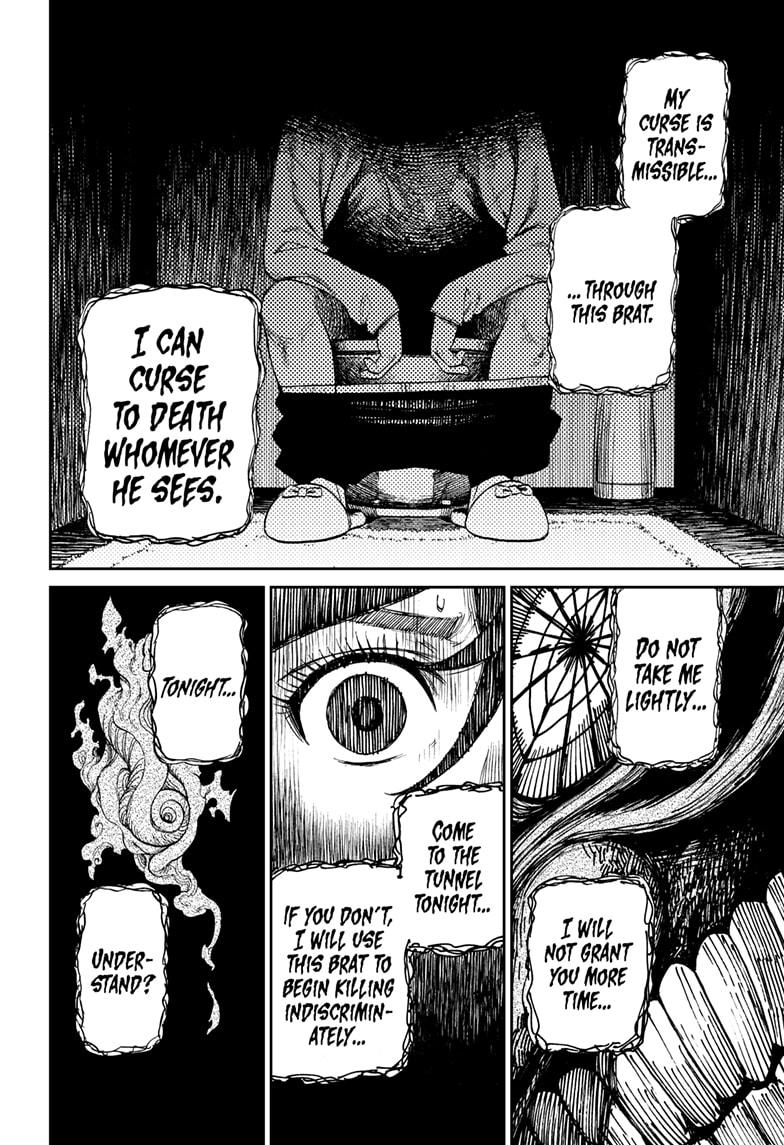 MY
CURSE IS
TRANS-
MISSIBLE...
...THROUGH
THIS BRAT.
I CAN
CURSE
TO DEATH
WHOMEVER
HE SEES.
DO NOT
TAKE ME
LIGHTLY...
I WILL
NOT GRANT
YOU MORE
TIME...
COME
TO THE
TUNNEL
TONIGHT...
IF YOU DON'T,
I WILL USE
THIS BRAT TO
BEGIN KILLING
INDISCRIMIN-
ATELY...
TONIGHT...
UNDER-
STAND?